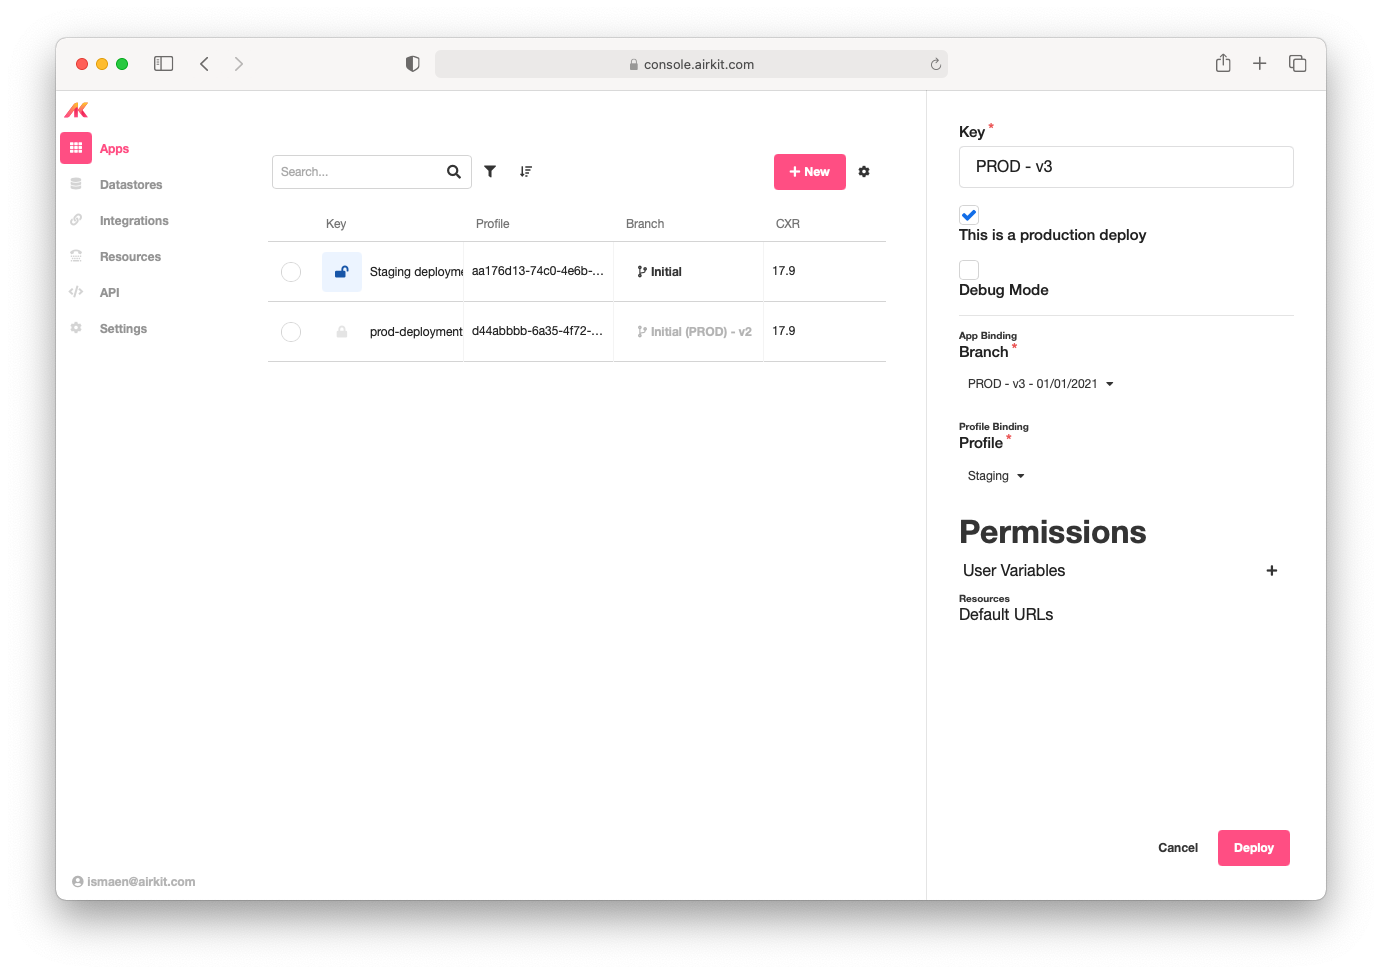 console.airkit.com
Apps
Datastores
Integrations
Resources
API
Settings
ismaen@airkit.com
Search...
New
Key Profile Branch CXR
Staging deployme aa176d13-74c0-4e6b-... Initial 17.9
prod-deployment d44abbbb-6a35-4f72-... Initial (PROD) - v2 17.9
Key *
PROD - v3
This is a production deploy
Debug Mode
App Binding
Branch *
PROD - v3 - 01/01/2021
Profile Binding
Profile *
Staging
Permissions
User Variables +
Resources
Default URLs
Cancel Deploy